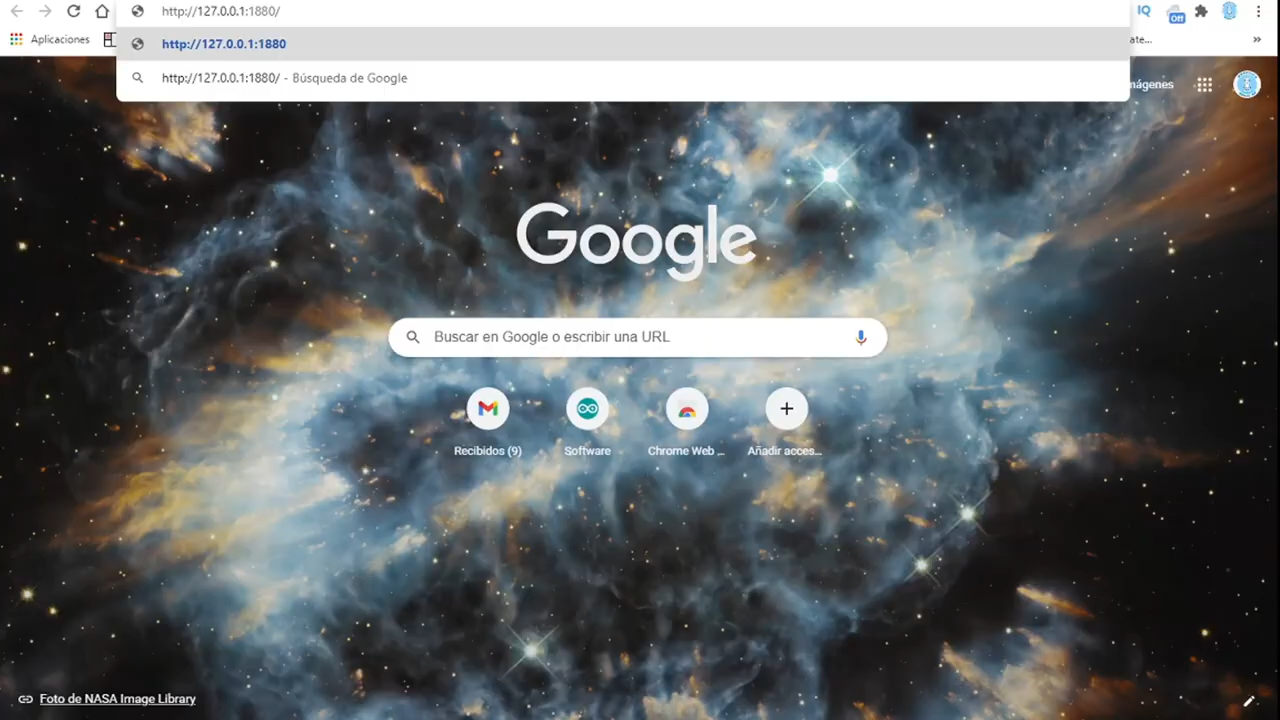 http://127.0.0.1:1880/
IQ
Off
Aplicaciones
http://127.0.0.1:1880
ate...
http://127.0.0.1:1880/ - Búsqueda de Google
mágenes
Google
Buscar en Google o escribir una URL
Recibidos (9)
Software
Chrome Web ...
Añadir acces...
Foto de NASA Image Library